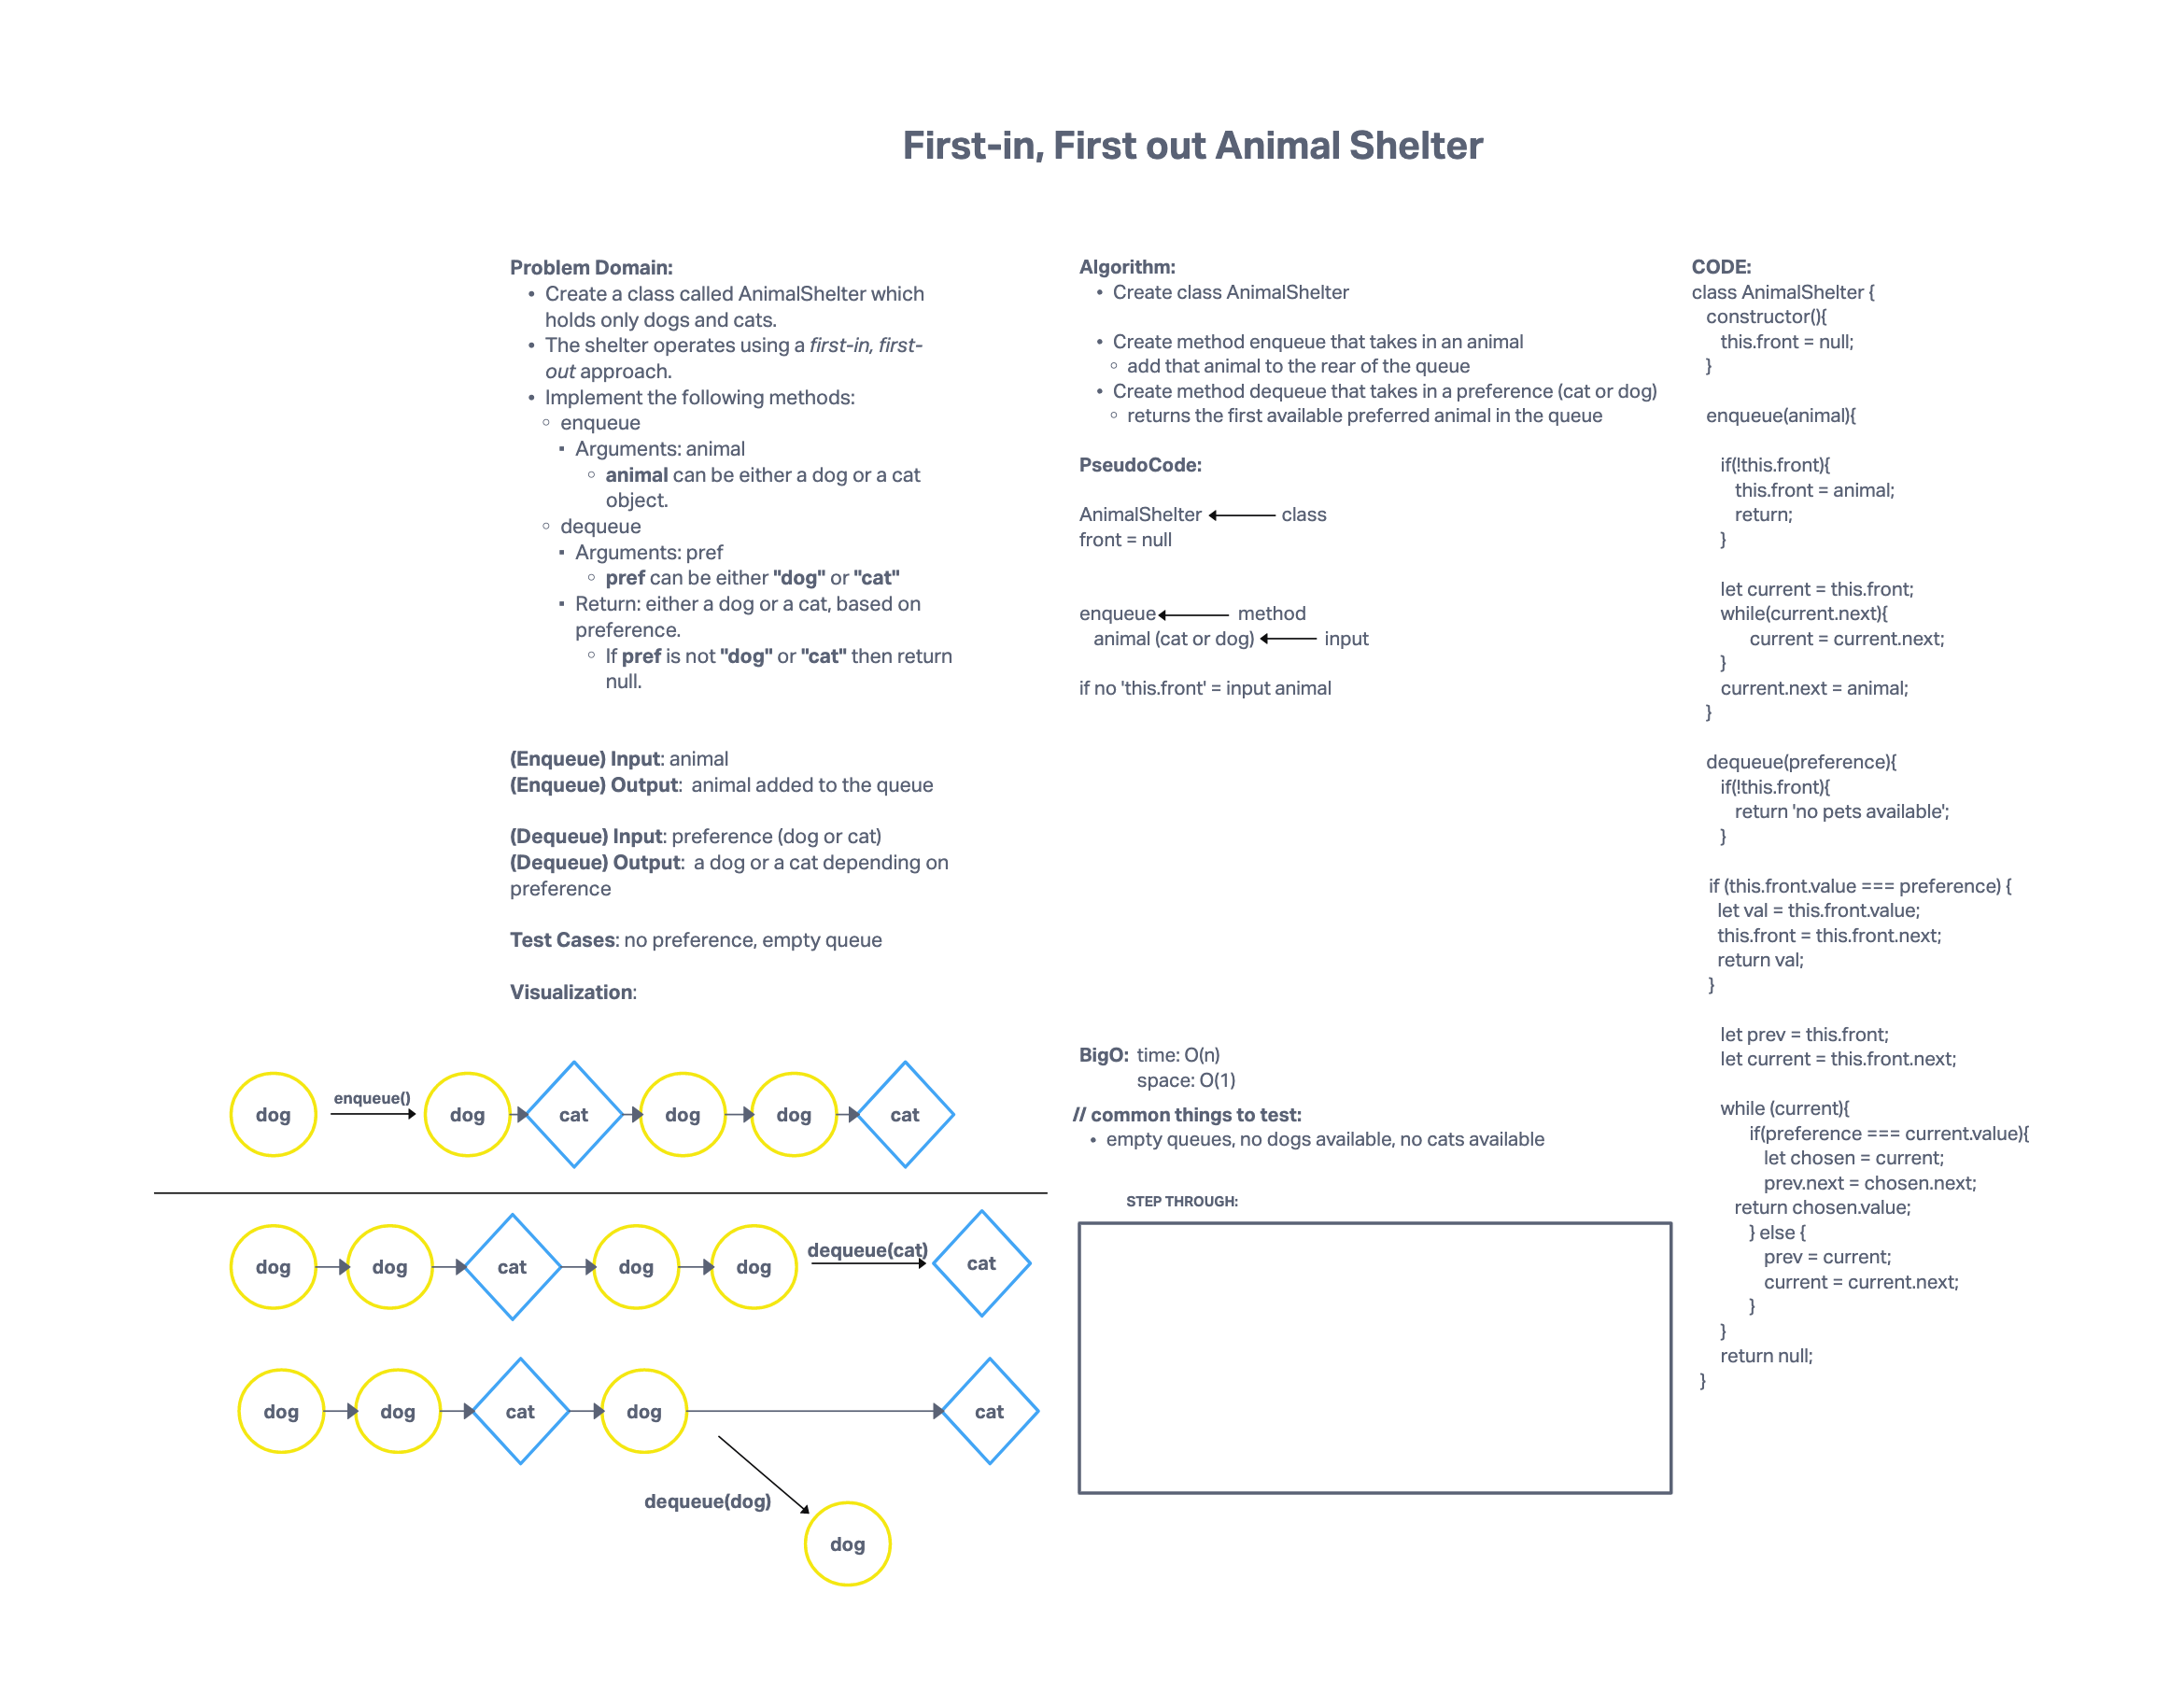 First-in, First out Animal Shelter
Problem Domain:
• Create a class called AnimalShelter which
holds only dogs and cats.
• The shelter operates using a first-in, first-
out approach.
• Implement the following methods:
◦ enqueue
▪ Arguments: animal
◦ animal can be either a dog or a cat
object.
◦ dequeue
▪ Arguments: pref
◦ pref can be either "dog" or "cat"
▪ Return: either a dog or a cat, based on
preference.
◦ If pref is not "dog" or "cat" then return
null.
(Enqueue) Input: animal
(Enqueue) Output: animal added to the queue
(Dequeue) Input: preference (dog or cat)
(Dequeue) Output: a dog or a cat depending on
preference
Test Cases: no preference, empty queue
Visualization:
dog enqueue() dog cat dog dog cat
dog dog cat dog dog dequeue(cat) cat
dog dog cat dog cat
dequeue(dog)
dog
Algorithm:
• Create class AnimalShelter
• Create method enqueue that takes in an animal
◦ add that animal to the rear of the queue
• Create method dequeue that takes in a preference (cat or dog)
◦ returns the first available preferred animal in the queue
PseudoCode:
AnimalShelter class
front = null
enqueue method
animal (cat or dog) input
if no 'this.front' = input animal
BigO: time: O(n)
space: O(1)
// common things to test:
• empty queues, no dogs available, no cats available
STEP THROUGH:
CODE:
class AnimalShelter {
constructor(){
this.front = null;
}
enqueue(animal){
if(!this.front){
this.front = animal;
return;
}
let current = this.front;
while(current.next){
current = current.next;
}
current.next = animal;
}
dequeue(preference){
if(!this.front){
return 'no pets available';
}
if (this.front.value === preference) {
let val = this.front.value;
this.front = this.front.next;
return val;
}
let prev = this.front;
let current = this.front.next;
while (current){
if(preference === current.value){
let chosen = current;
prev.next = chosen.next;
return chosen.value;
} else {
prev = current;
current = current.next;
}
}
return null;
}